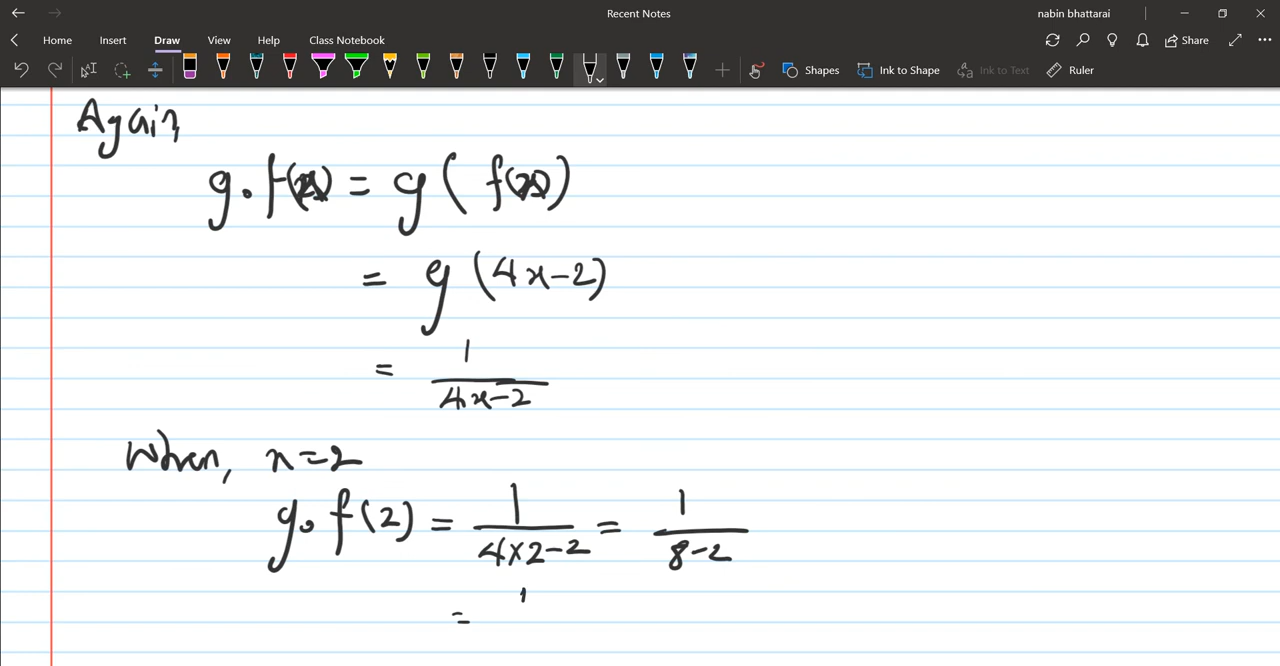 Recent Notes
nabin bhattarai
Home Insert Draw View Help Class Notebook
Share
Shapes Ink to Shape Ink to Text Ruler
Again
g∘f(x) = g( f(x))
= g (4x-2)
= 1/(4x-2)
When, x=2
g∘f(2) = 1/(4×2-2) = 1/(8-2)
= 1